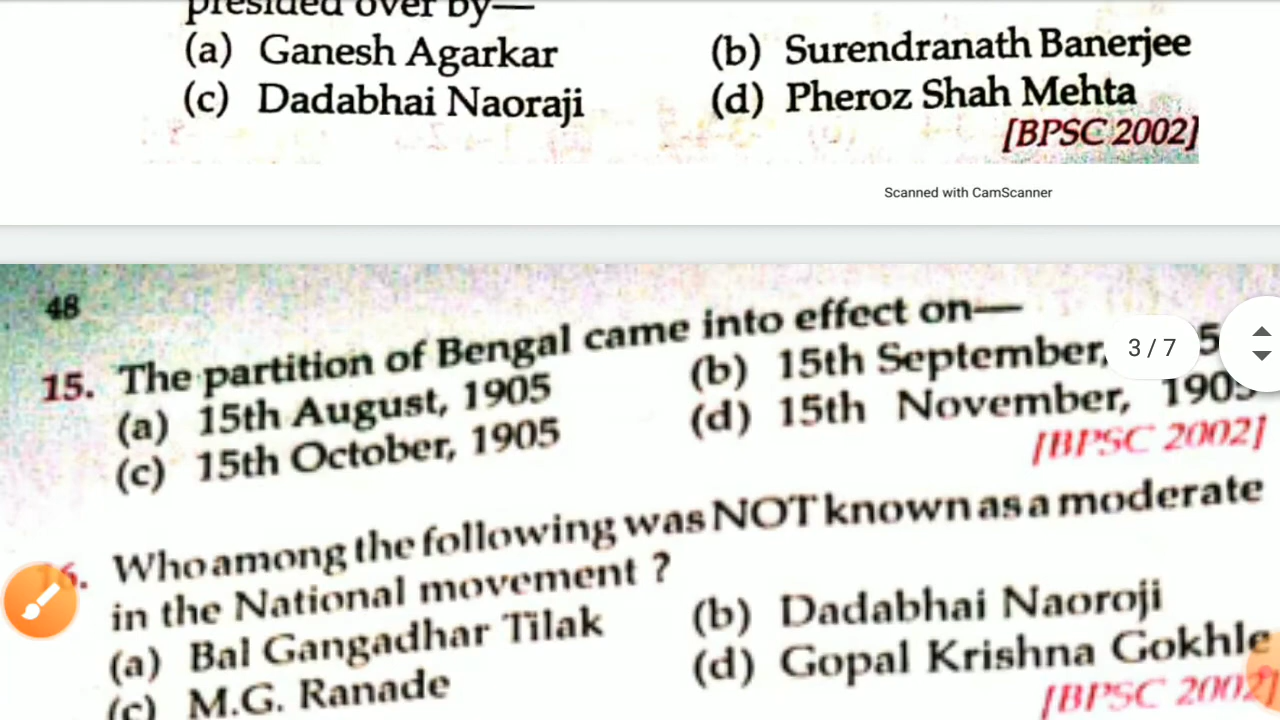 presided over by—
(a) Ganesh Agarkar (b) Surendranath Banerjee
(c) Dadabhai Naoraji (d) Pheroz Shah Mehta
[BPSC 2002]
Scanned with CamScanner
48
15. The partition of Bengal came into effect on—
(a) 15th August, 1905 (b) 15th September, 5
(c) 15th October, 1905 (d) 15th November, 1905
3 / 7
[BPSC 2002]
6. Who among the following was NOT known as a moderate
in the National movement ?
(a) Bal Gangadhar Tilak (b) Dadabhai Naoroji
(c) M.G. Ranade (d) Gopal Krishna Gokhle
[BPSC 2002]